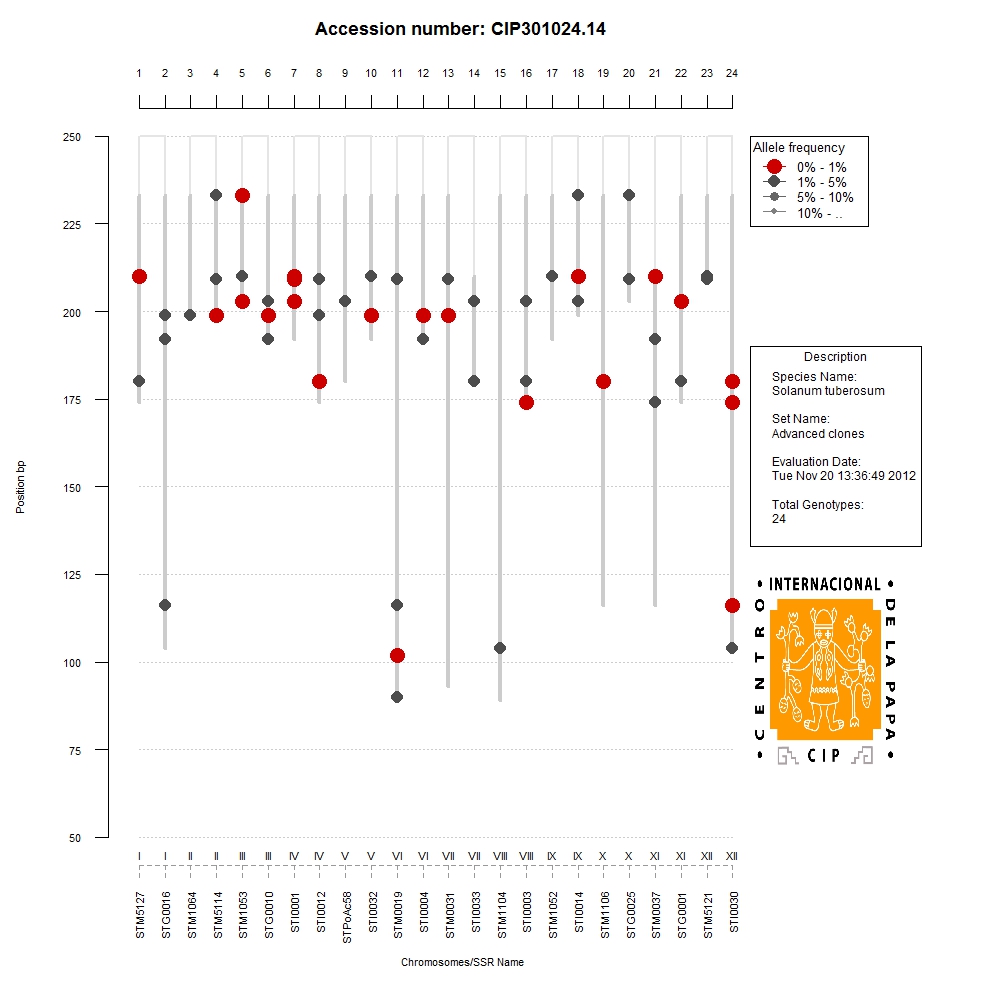 Accession number: CIP301024.14
1 2 3 4 5 6 7 8 9 10 11 12 13 14 15 16 17 18 19 20 21 22 23 24
250
225
200
175
150
125
100
75
50
Position bp
Allele frequency
0% - 1%
1% - 5%
5% - 10%
10% - ..
Description
Species Name:
Solanum tuberosum
Set Name:
Advanced clones
Evaluation Date:
Tue Nov 20 13:36:49 2012
Total Genotypes:
24
• INTERNACIONAL •
CENTRO
DE LA PAPA
• CIP •
I I II II III III IV IV V V VI VI VII VII VIII VIII IX IX X X XI XI XII XII
STM5127 STG0016 STM1064 STM5114 STM1053 STG0010 STI0001 STI0012 STPoAc58 STI0032 STM0019 STI0004 STM0031 STI0033 STM1104 STI0003 STM1052 STI0014 STM1106 STG0025 STM0037 STG0001 STM5121 STI0030
Chromosomes/SSR Name